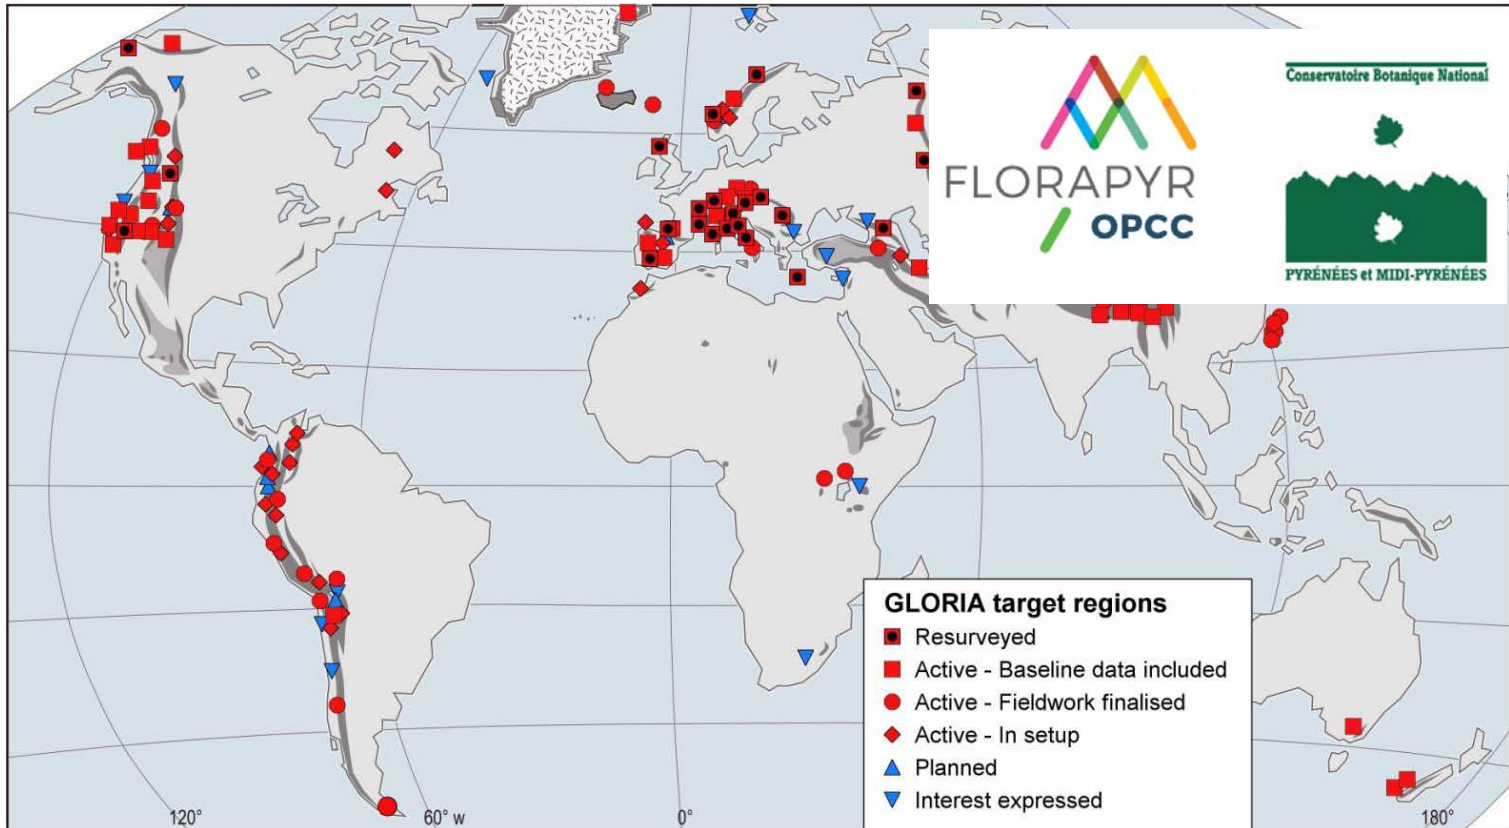 FLORAPYR
OPCC
Conservatoire Botanique National
PYRÉNÉES et MIDI-PYRÉNÉES
GLORIA target regions
Resurveyed
Active - Baseline data included
Active - Fieldwork finalised
Active - In setup
Planned
Interest expressed
120°
60° w
0°
180°